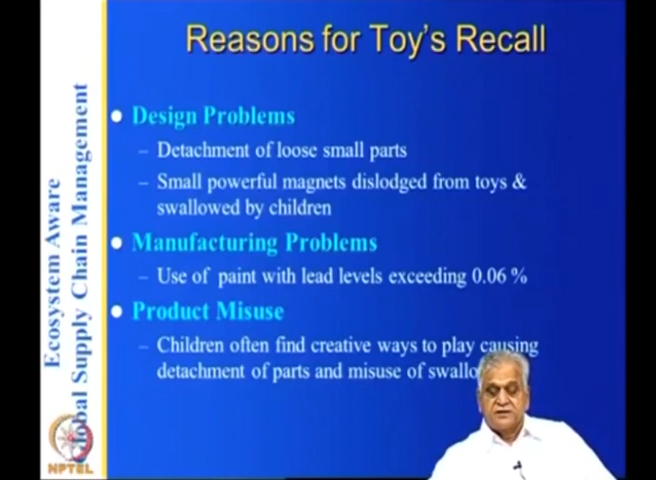 Reasons for Toy's Recall
Design Problems
– Detachment of loose small parts
– Small powerful magnets dislodged from toys &
swallowed by children
Manufacturing Problems
– Use of paint with lead levels exceeding 0.06 %
Product Misuse
– Children often find creative ways to play causing
detachment of parts and misuse of
Ecosystem Aware
Global Supply Chain Management
NPTEL